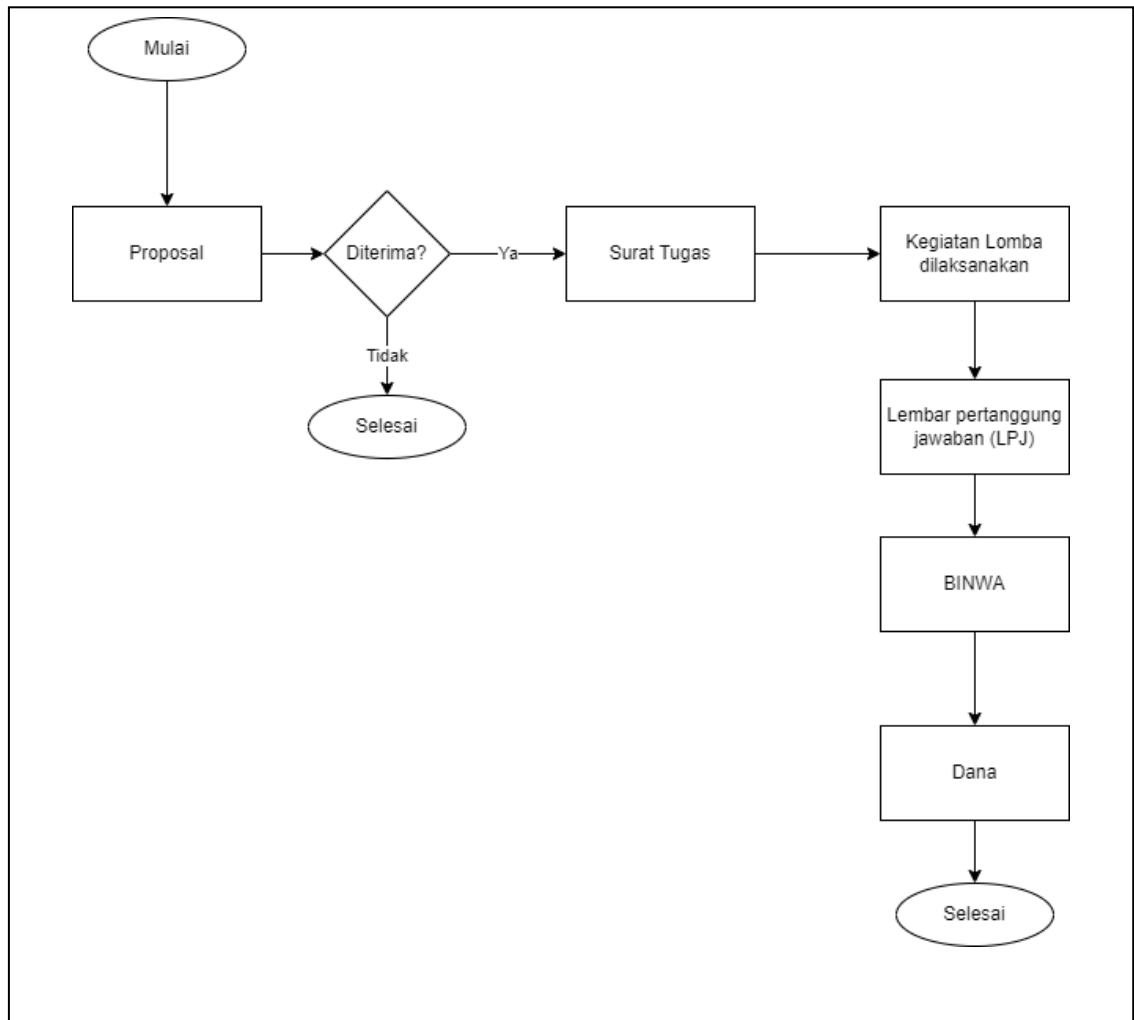 Mulai
Proposal
Diterima?
Ya
Surat Tugas
Kegiatan Lomba
dilaksanakan
Tidak
Selesai
Lembar pertanggung
jawaban (LPJ)
BINWA
Dana
Selesai